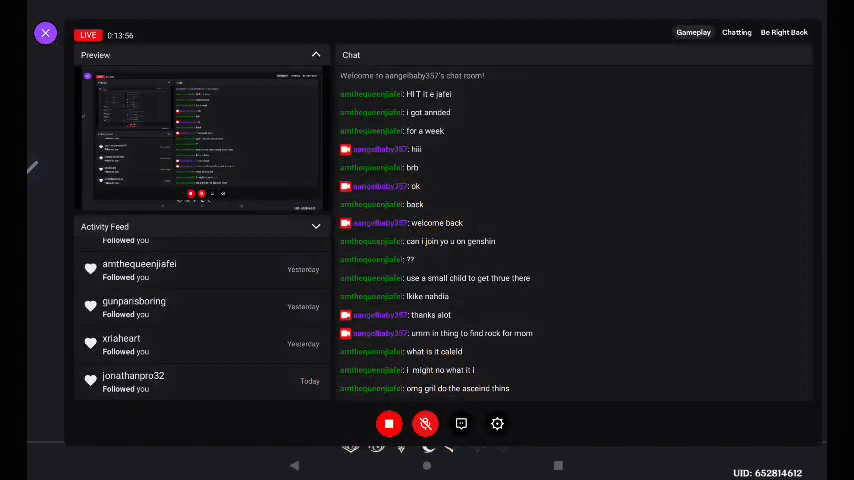 LIVE 0:13:56 Gameplay Chatting Be Right Back
Preview
Chat
Welcome to aangelbaby357's chat room!
amthequeenjiafei: HI T it e jafei
amthequeenjiafei: i got annded
amthequeenjiafei: for a week
aangelbaby357: hiii
amthequeenjiafei: brb
aangelbaby357: ok
amthequeenjiafei: back
aangelbaby357: welcome back
amthequeenjiafei: can i join yo u on genshin
amthequeenjiafei: ??
amthequeenjiafei: use a small child to get thrue there
amthequeenjiafei: lkike nahdia
aangelbaby357: thanks alot
aangelbaby357: umm in thing to find rock for mom
amthequeenjiafei: what is it caleld
amthequeenjiafei: i might no what it i
amthequeenjiafei: omg gril do the asceind thins
Activity Feed
Followed you
amthequeenjiafei
Followed you
Yesterday
gunparisboring
Followed you
Yesterday
xriaheart
Followed you
Yesterday
jonathanpro32
Followed you
Today
UID: 652814612